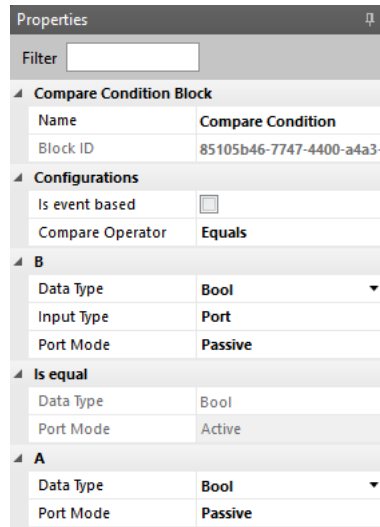 Properties
Filter
Compare Condition Block
Name Compare Condition
Block ID 85105b46-7747-4400-a4a3-
Configurations
Is event based
Compare Operator Equals
B
Data Type Bool
Input Type Port
Port Mode Passive
Is equal
Data Type Bool
Port Mode Active
A
Data Type Bool
Port Mode Passive